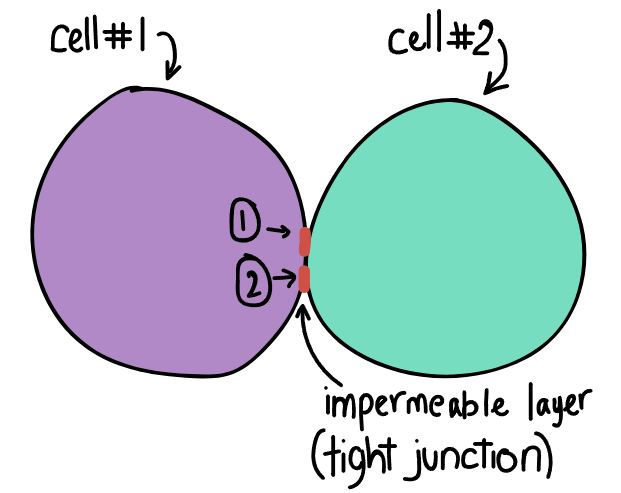 cell #1
cell #2
1
2
impermeable layer
(tight junction)